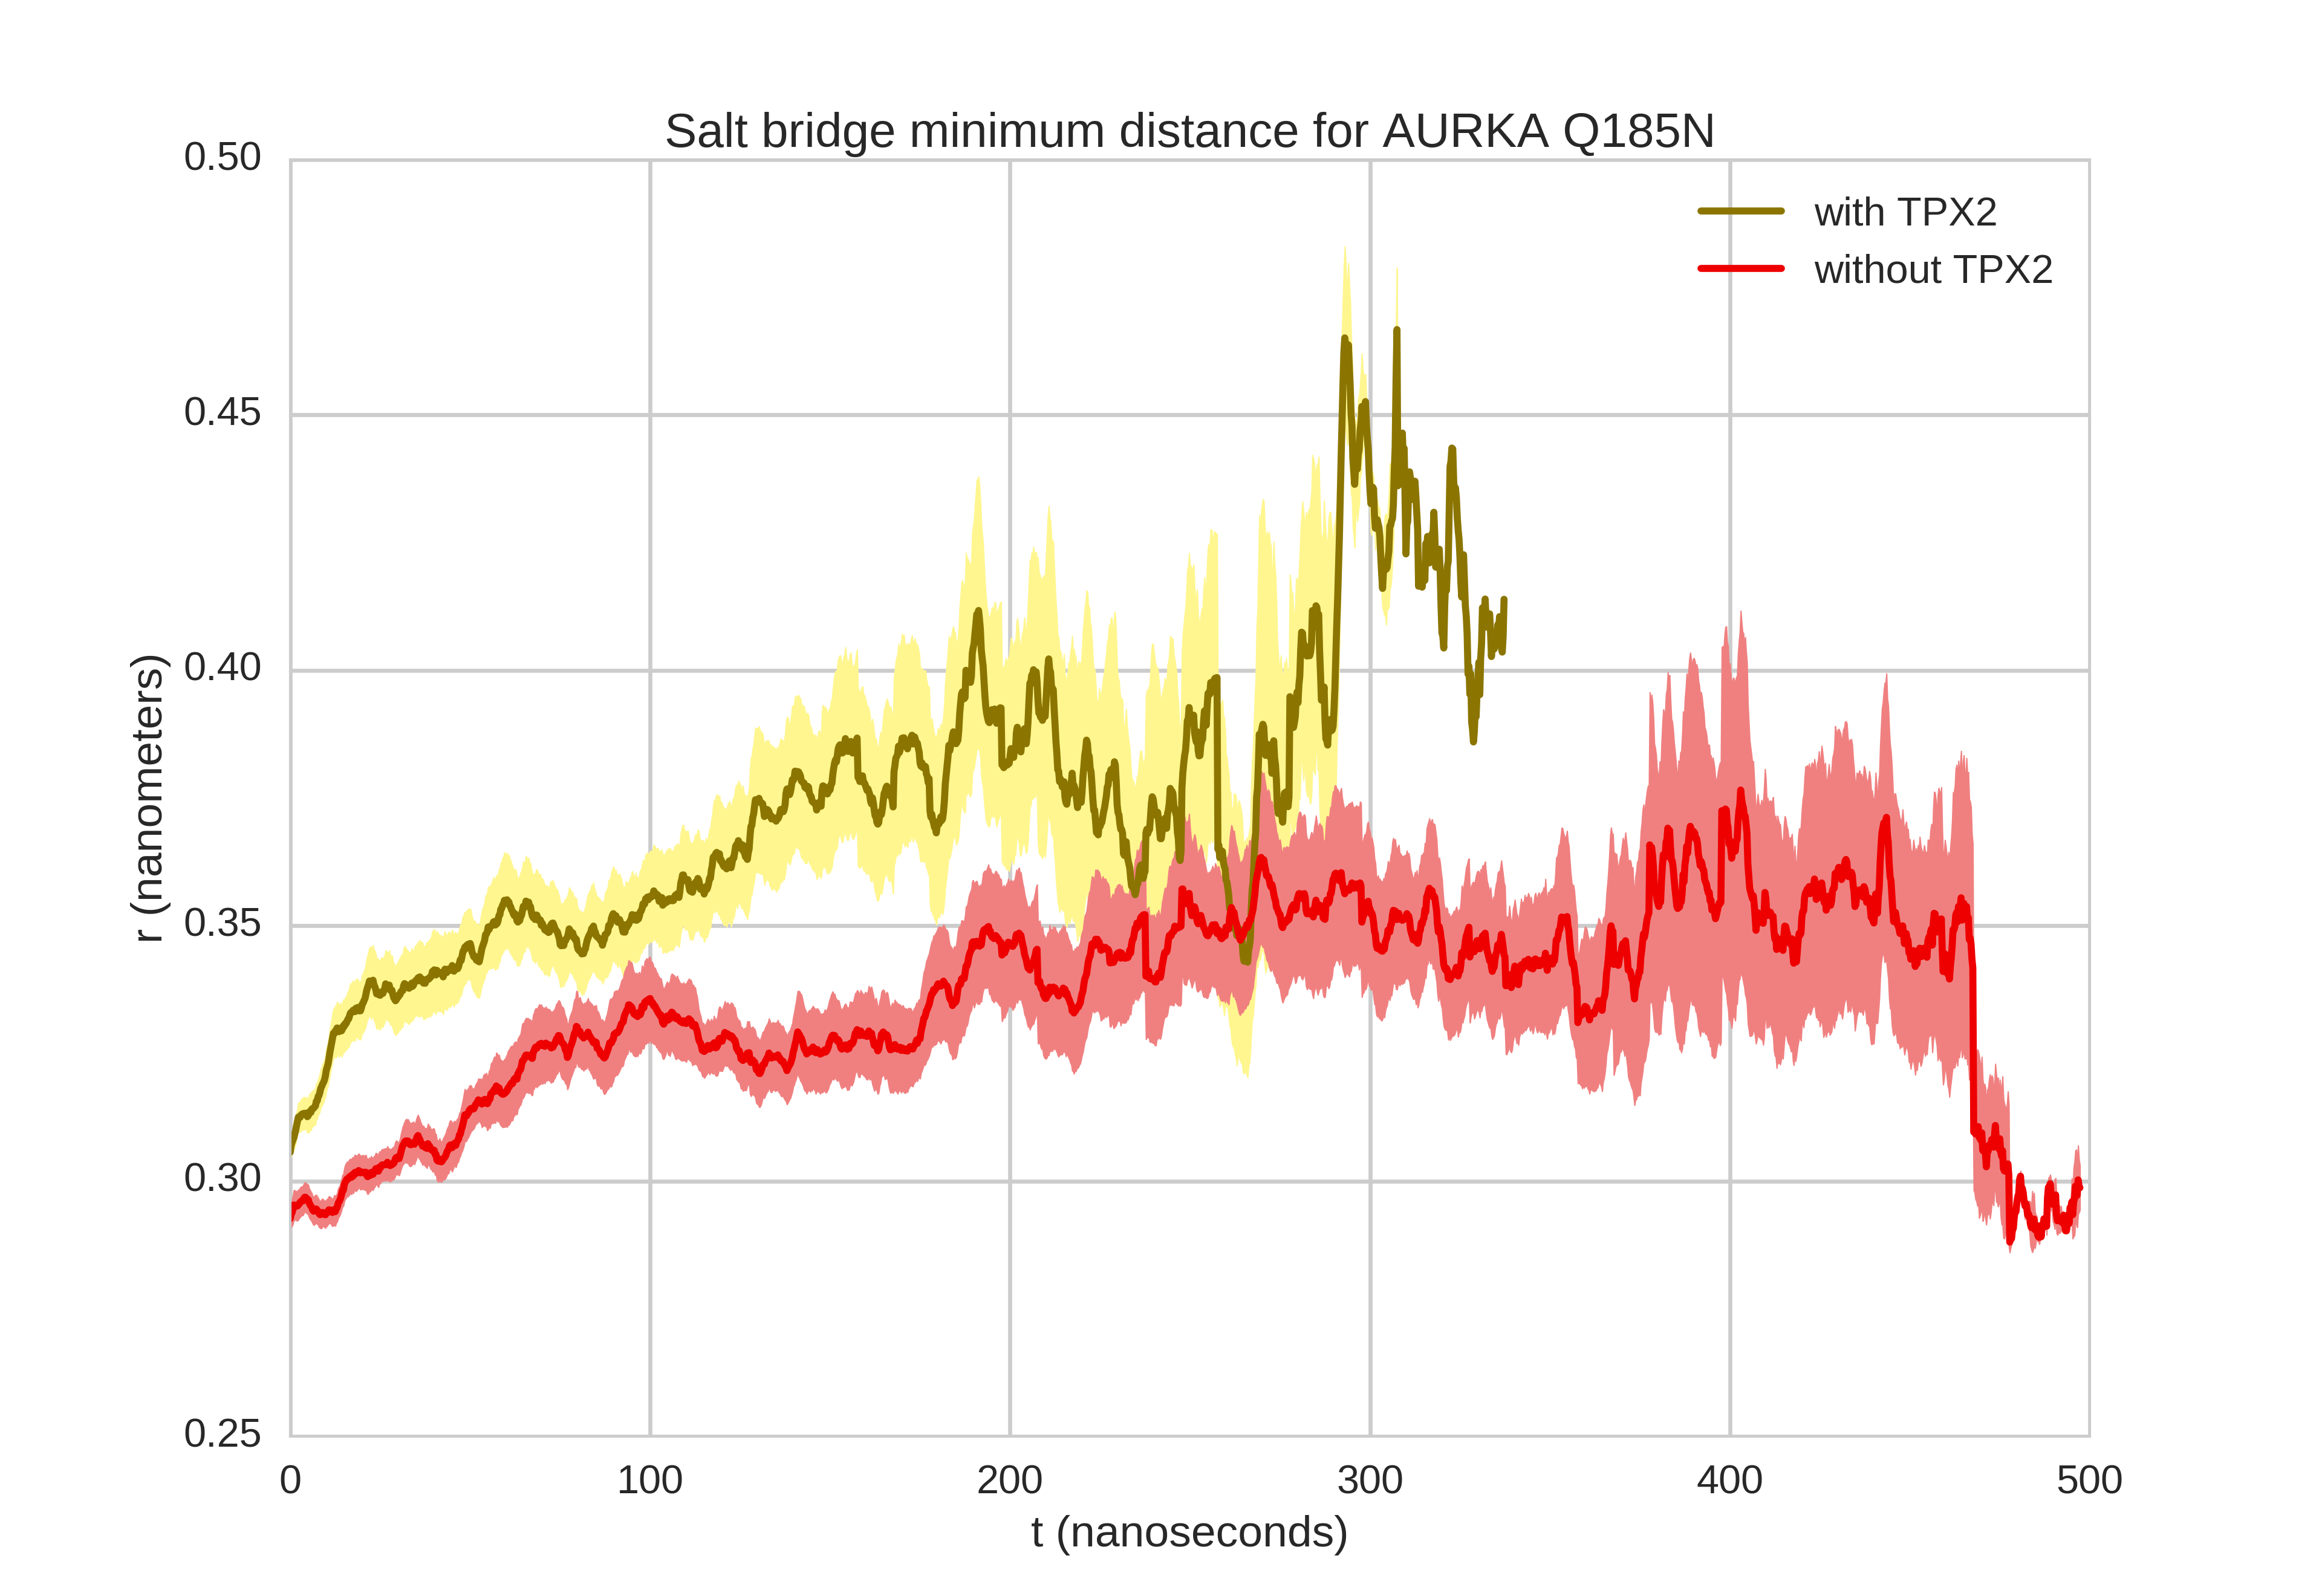 Salt bridge minimum distance for AURKA Q185N
0.50
with TPX2
without TPX2
0.45
0.40
r (nanometers)
0.35
0.30
0.25
0 100 200 300 400 500
t (nanoseconds)